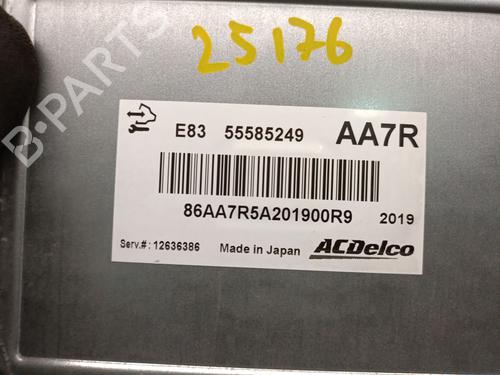 25176
B-PARTS
E83 55585249 AA7R
86AA7R5A201900R9 2019
Serv.#: 12636386 Made in Japan ACDelco